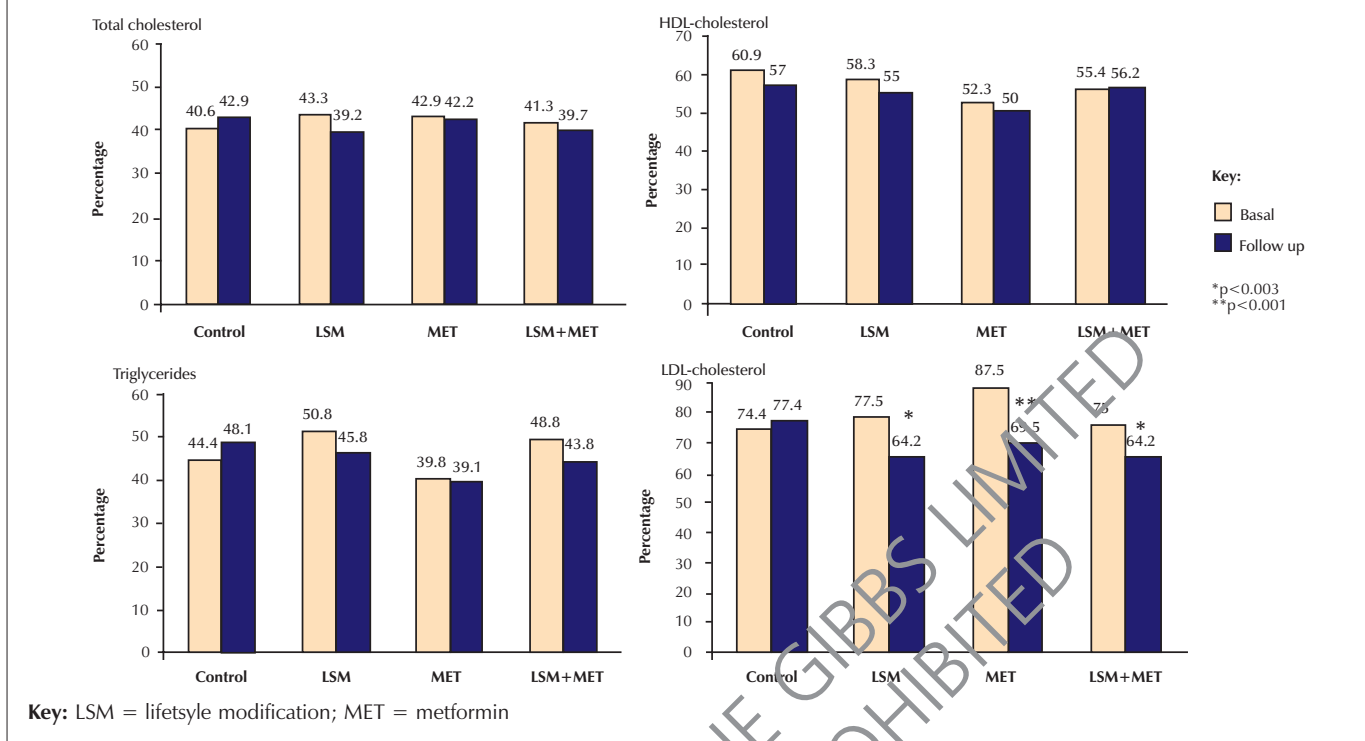 Total cholesterol
60
50
40
30
20
10
0
Percentage
40.6 42.9 43.3 39.2 42.9 42.2 41.3 39.7
Control LSM MET LSM+MET
HDL-cholesterol
70
60
50
40
30
20
10
0
Percentage
60.9 57 58.3 55 52.3 50 55.4 56.2
Control LSM MET LSM+MET
Key:
Basal
Follow up
*p<0.003
**p<0.001
Triglycerides
60
50
40
30
20
10
0
Percentage
44.4 48.1 50.8 45.8 39.8 39.1 48.8 43.8
Control LSM MET LSM+MET
LDL-cholesterol
90
80
70
60
50
40
30
20
10
0
Percentage
74.4 77.4 77.5 * 64.2 87.5 ** 69.5 75 * 64.2
Control LSM MET LSM+MET
Key: LSM = lifetsyle modification; MET = metformin
GIBBS LIMITED